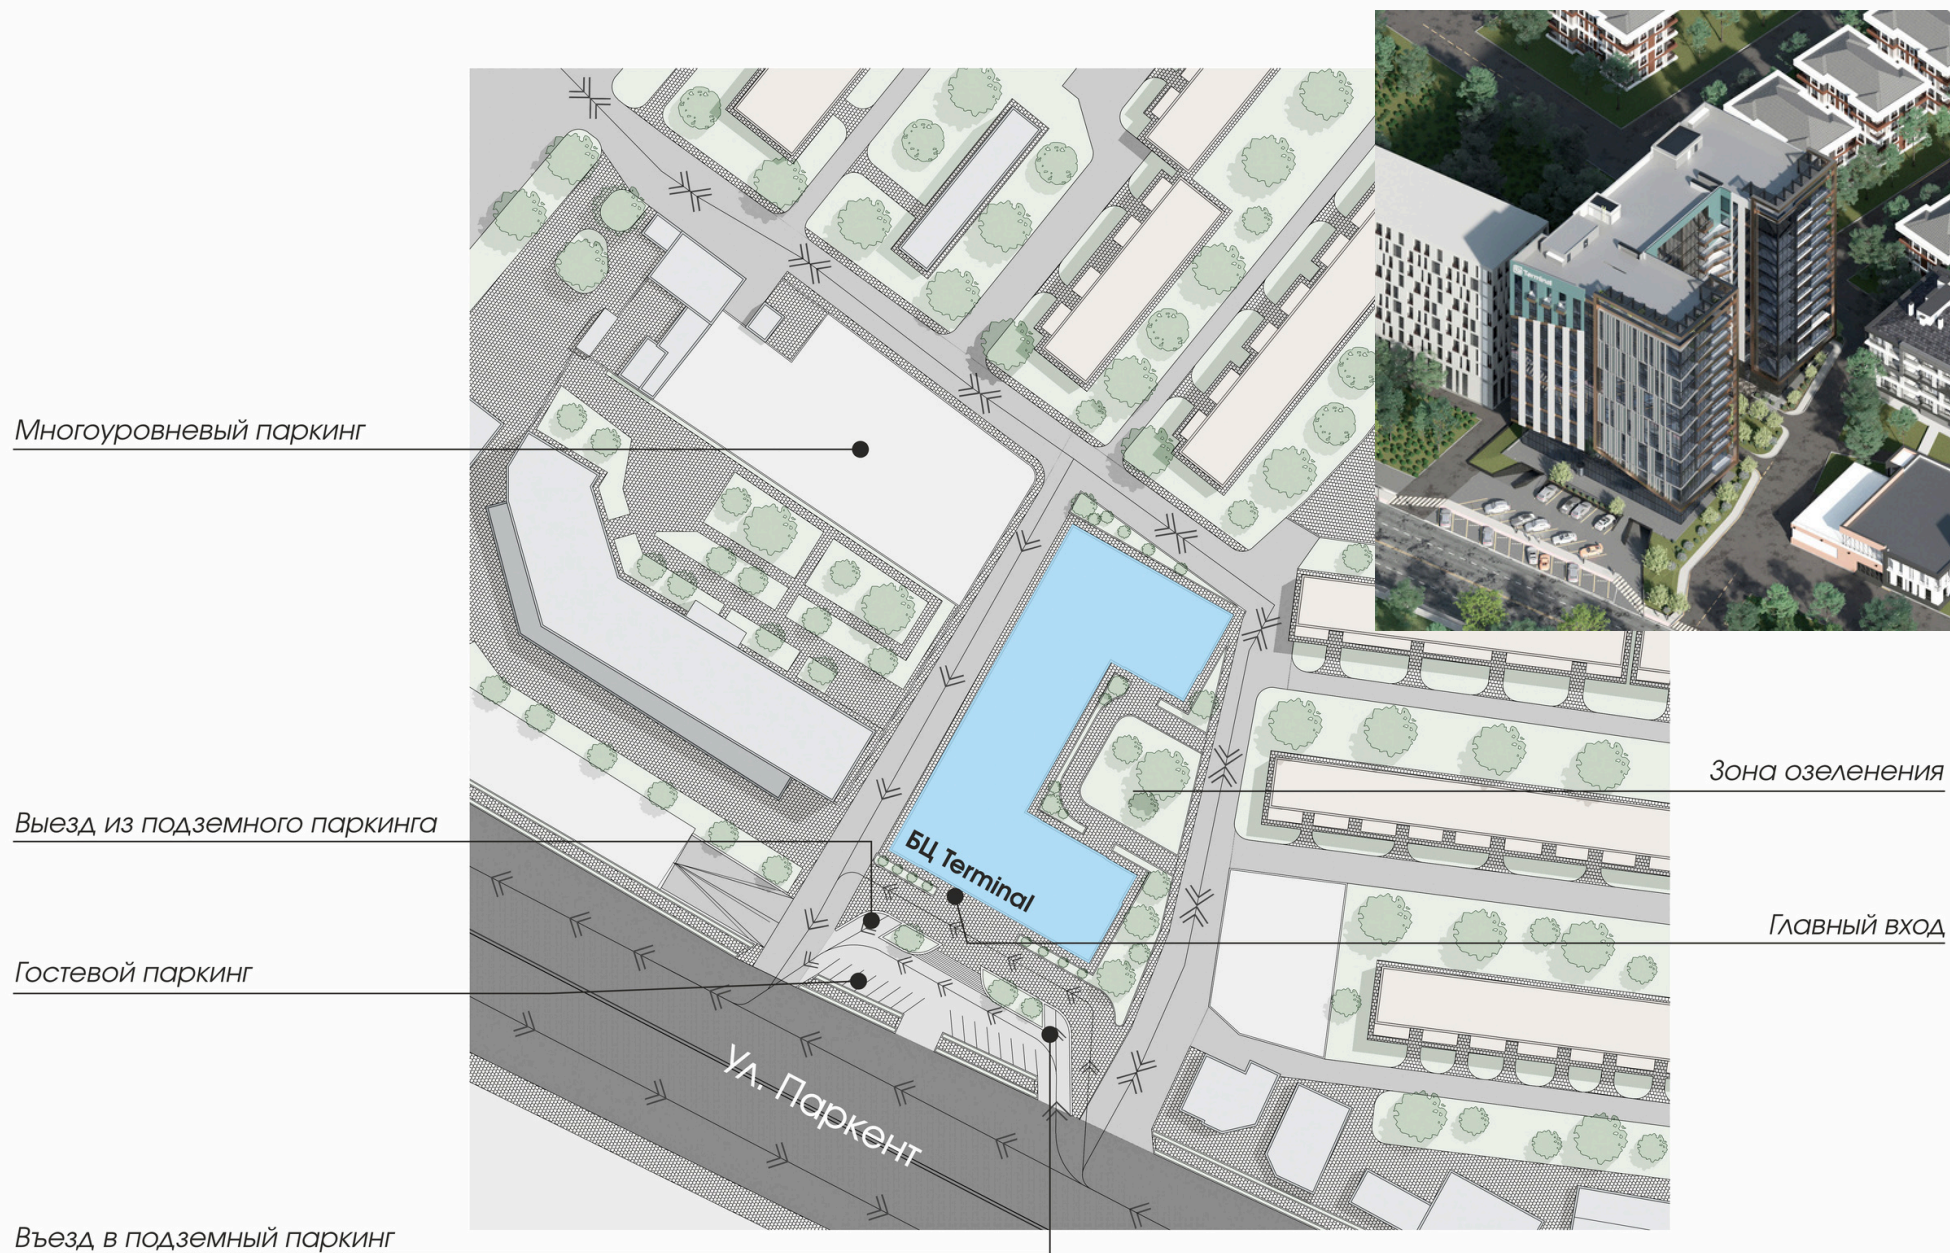 Terminal
Многоуровневый паркинг
Зона озеленения
Выезд из подземного паркинга
БЦ Terminal
Главный вход
Гостевой паркинг
Ул. Паркент
Въезд в подземный паркинг